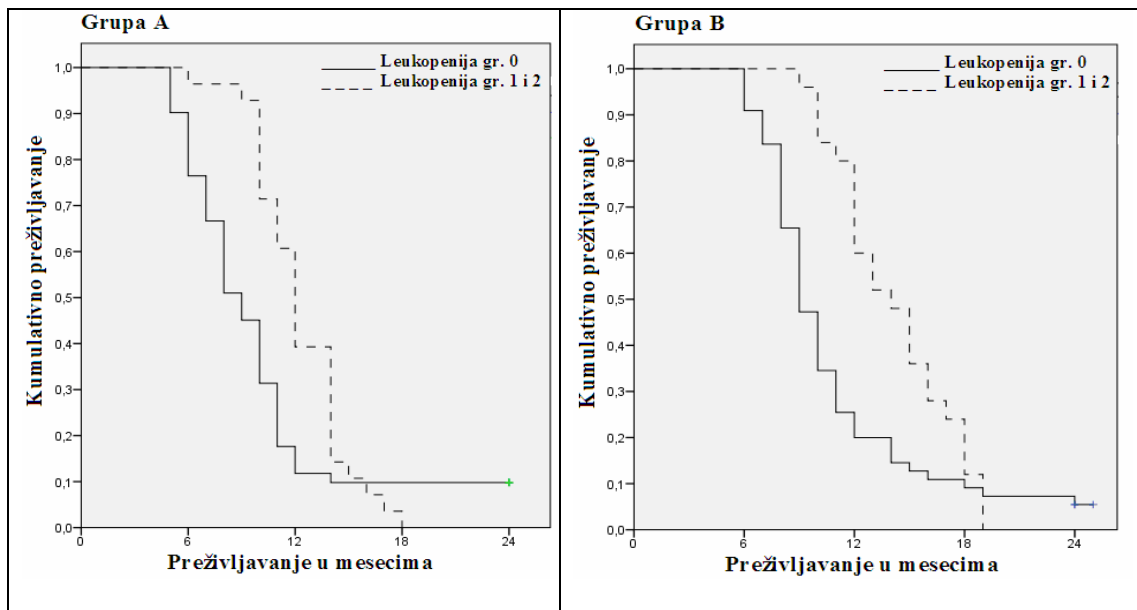 Grupa A
Leukopenija gr. 0
Leukopenija gr. 1 i 2
Kumulativno preživljavanje
1,0
0,9
0,8
0,7
0,6
0,5
0,4
0,3
0,2
0,1
0,0
0 6 12 18 24
Preživljavanje u mesecima
Grupa B
Leukopenija gr. 0
Leukopenija gr. 1 i 2
Kumulativno preživljavanje
1,0
0,9
0,8
0,7
0,6
0,5
0,4
0,3
0,2
0,1
0,0
0 6 12 18 24
Preživljavanje u mesecima